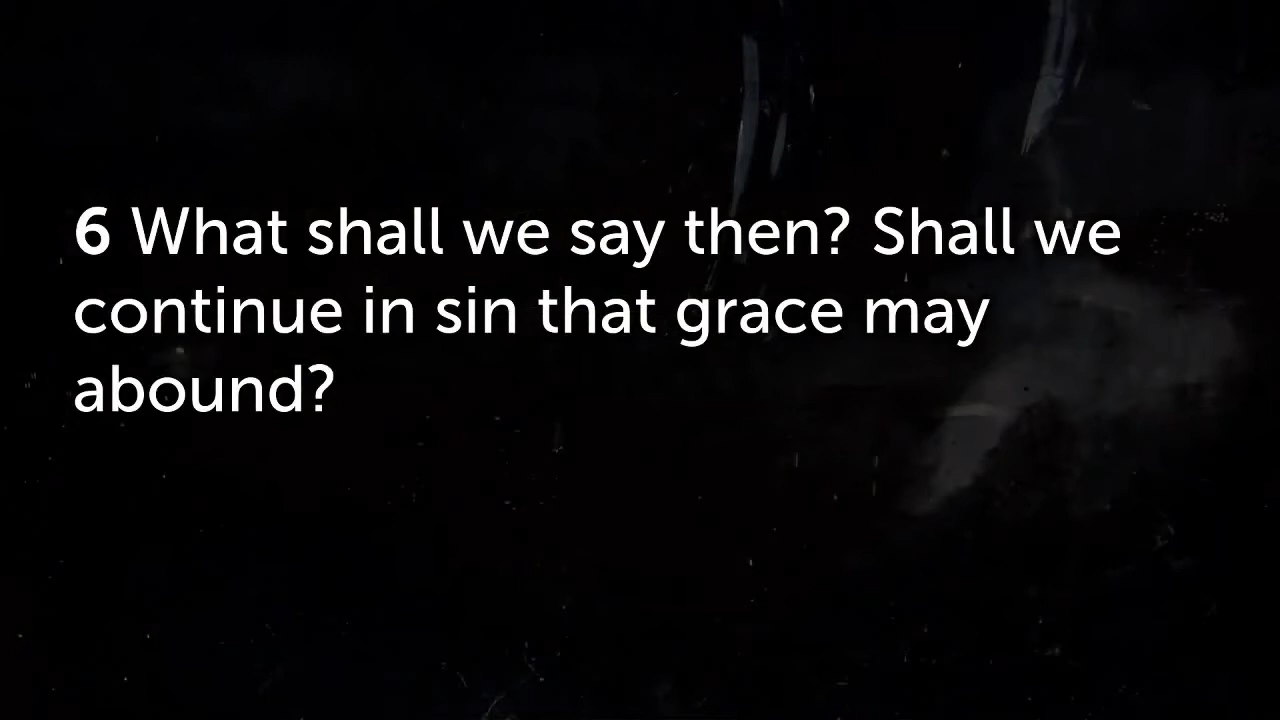 6 What shall we say then? Shall we
continue in sin that grace may
abound?